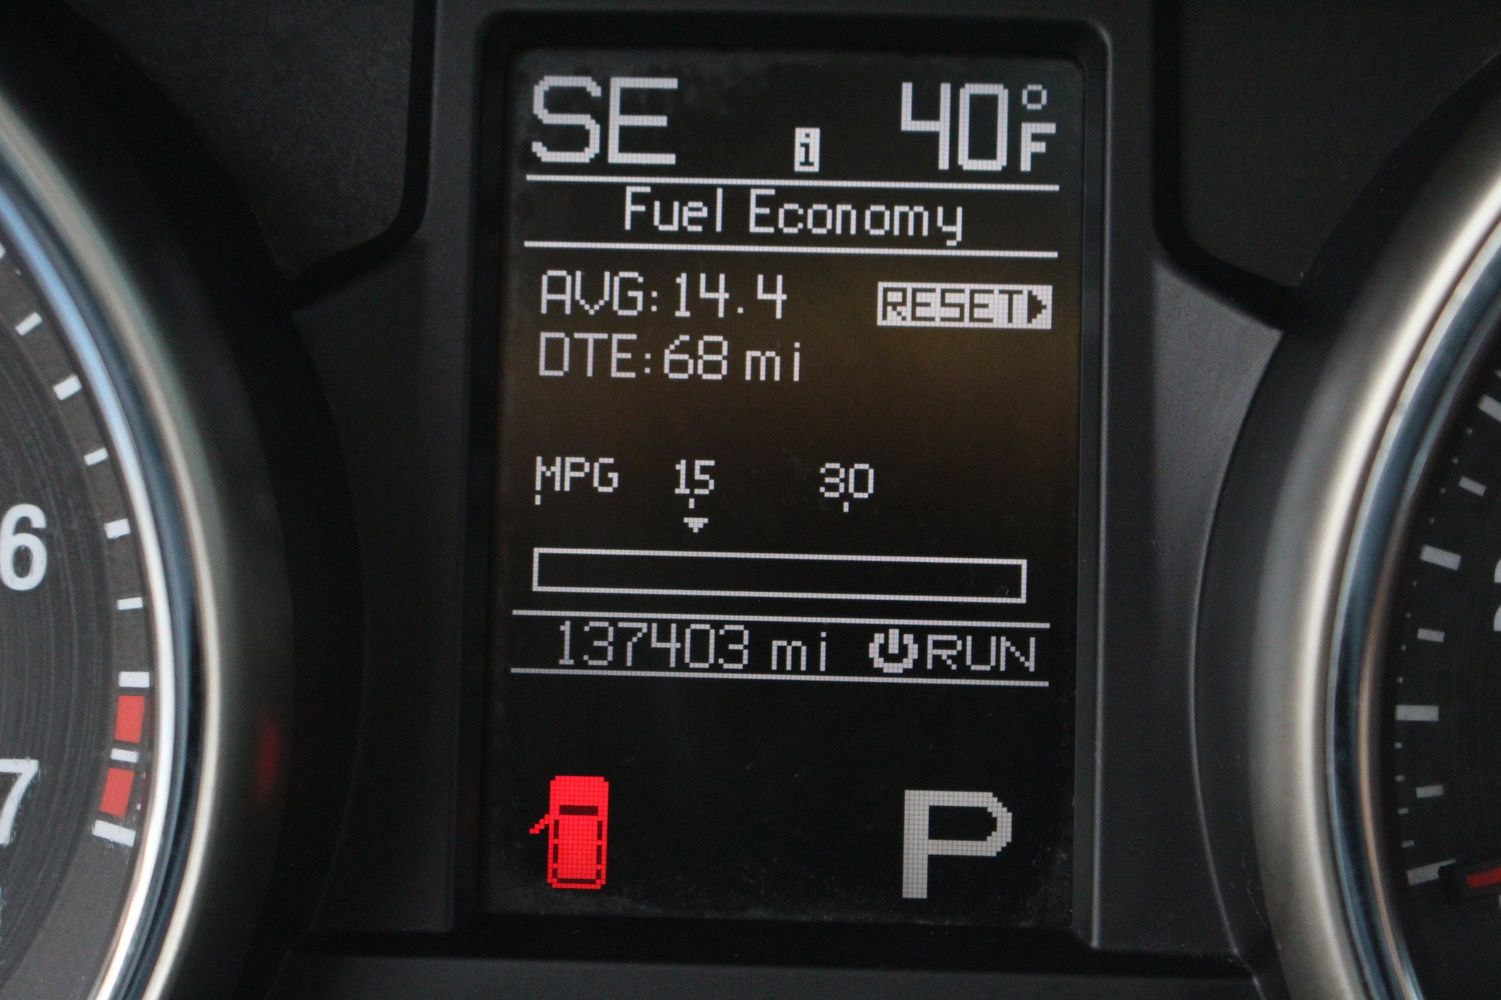 SE i 40°F
Fuel Economy
AVG:14.4 RESET
DTE:68 mi
MPG 15 30
137403 mi RUN
P
6
7